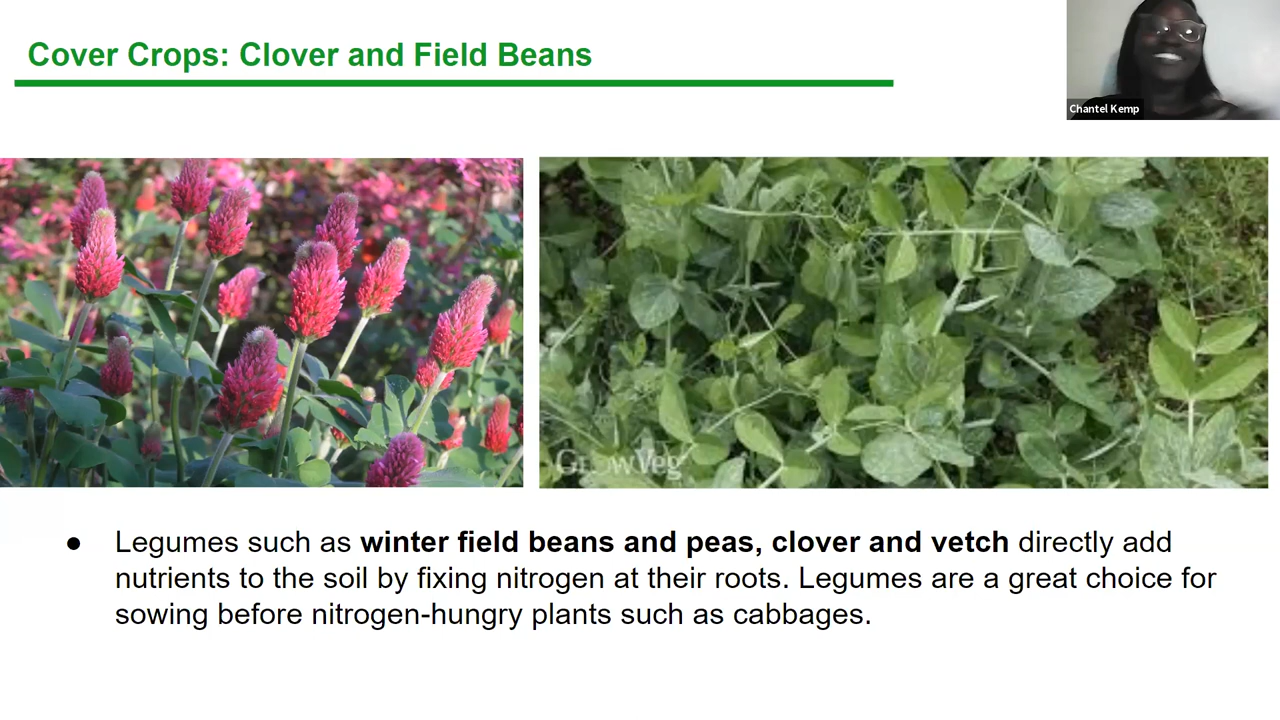 Cover Crops: Clover and Field Beans
Chantel Kemp
GrowVeg
● Legumes such as winter field beans and peas, clover and vetch directly add
nutrients to the soil by fixing nitrogen at their roots. Legumes are a great choice for
sowing before nitrogen-hungry plants such as cabbages.